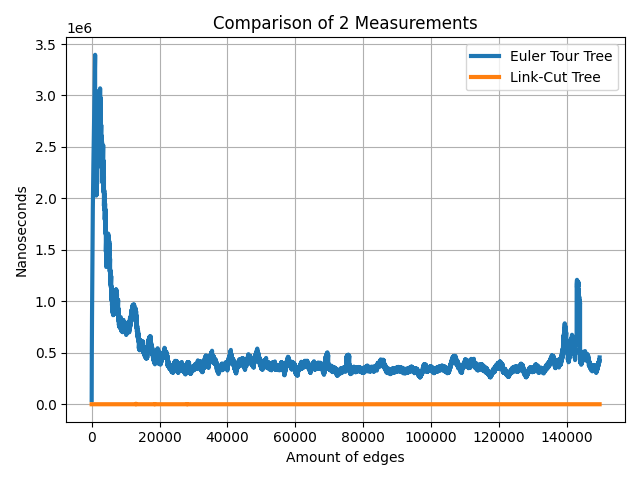 Comparison of 2 Measurements
1e6
3.5
3.0
2.5
2.0
1.5
1.0
0.5
0.0
Nanoseconds
Euler Tour Tree
Link-Cut Tree
0 20000 40000 60000 80000 100000 120000 140000
Amount of edges